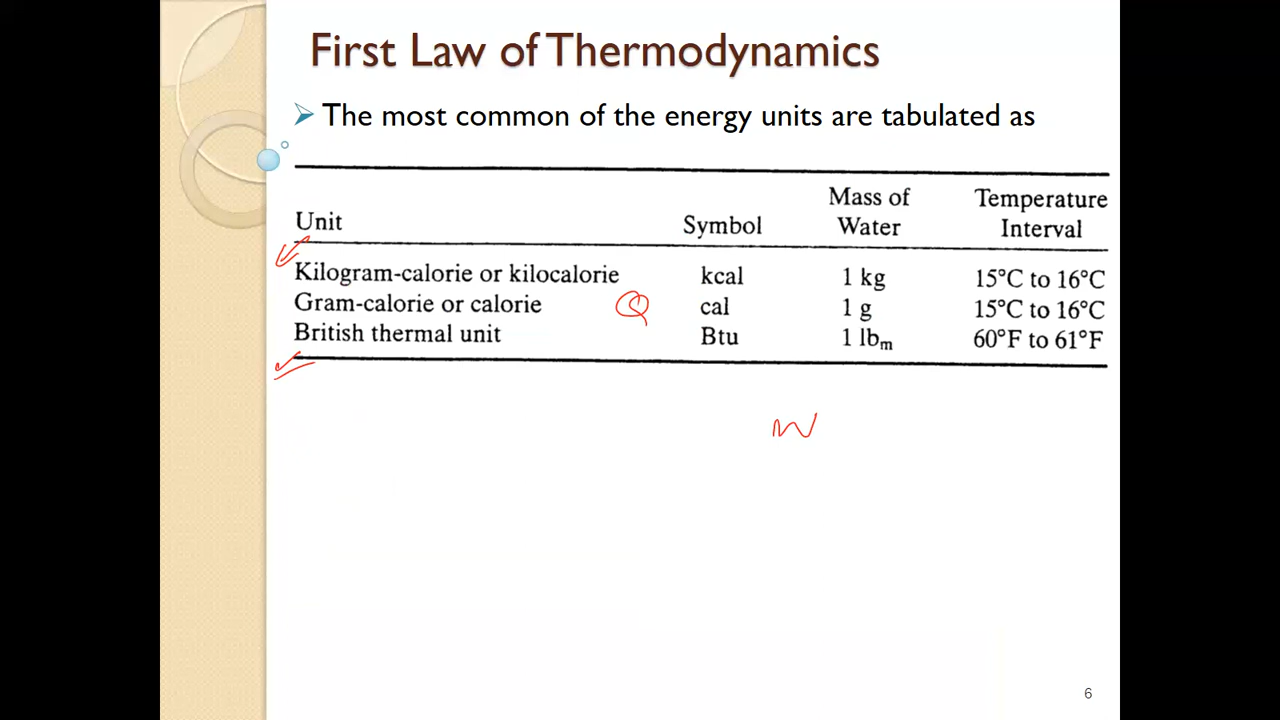 First Law of Thermodynamics
The most common of the energy units are tabulated as
Unit Symbol Mass of Water Temperature Interval
Kilogram-calorie or kilocalorie kcal 1 kg 15°C to 16°C
Gram-calorie or calorie Q cal 1 g 15°C to 16°C
British thermal unit Btu 1 lbm 60°F to 61°F
W
6